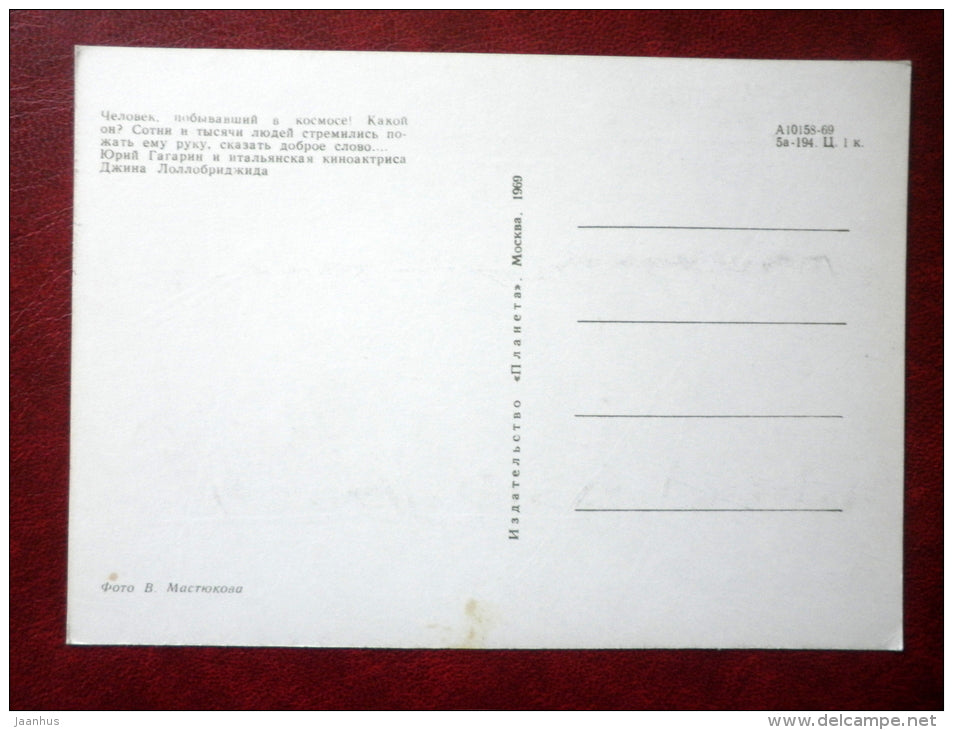 Человек, побывавший в космосе! Какой
он? Сотни и тысячи людей стремились по-
жать ему руку, сказать доброе слово....
Юрий Гагарин и итальянская киноактриса
Джина Лоллобриджида
Фото В. Мастюкова
Издательство «Планета». Москва, 1969
А10158-69
5а-194. Ц. 1 к.
jaanhus
www.delcampe.net